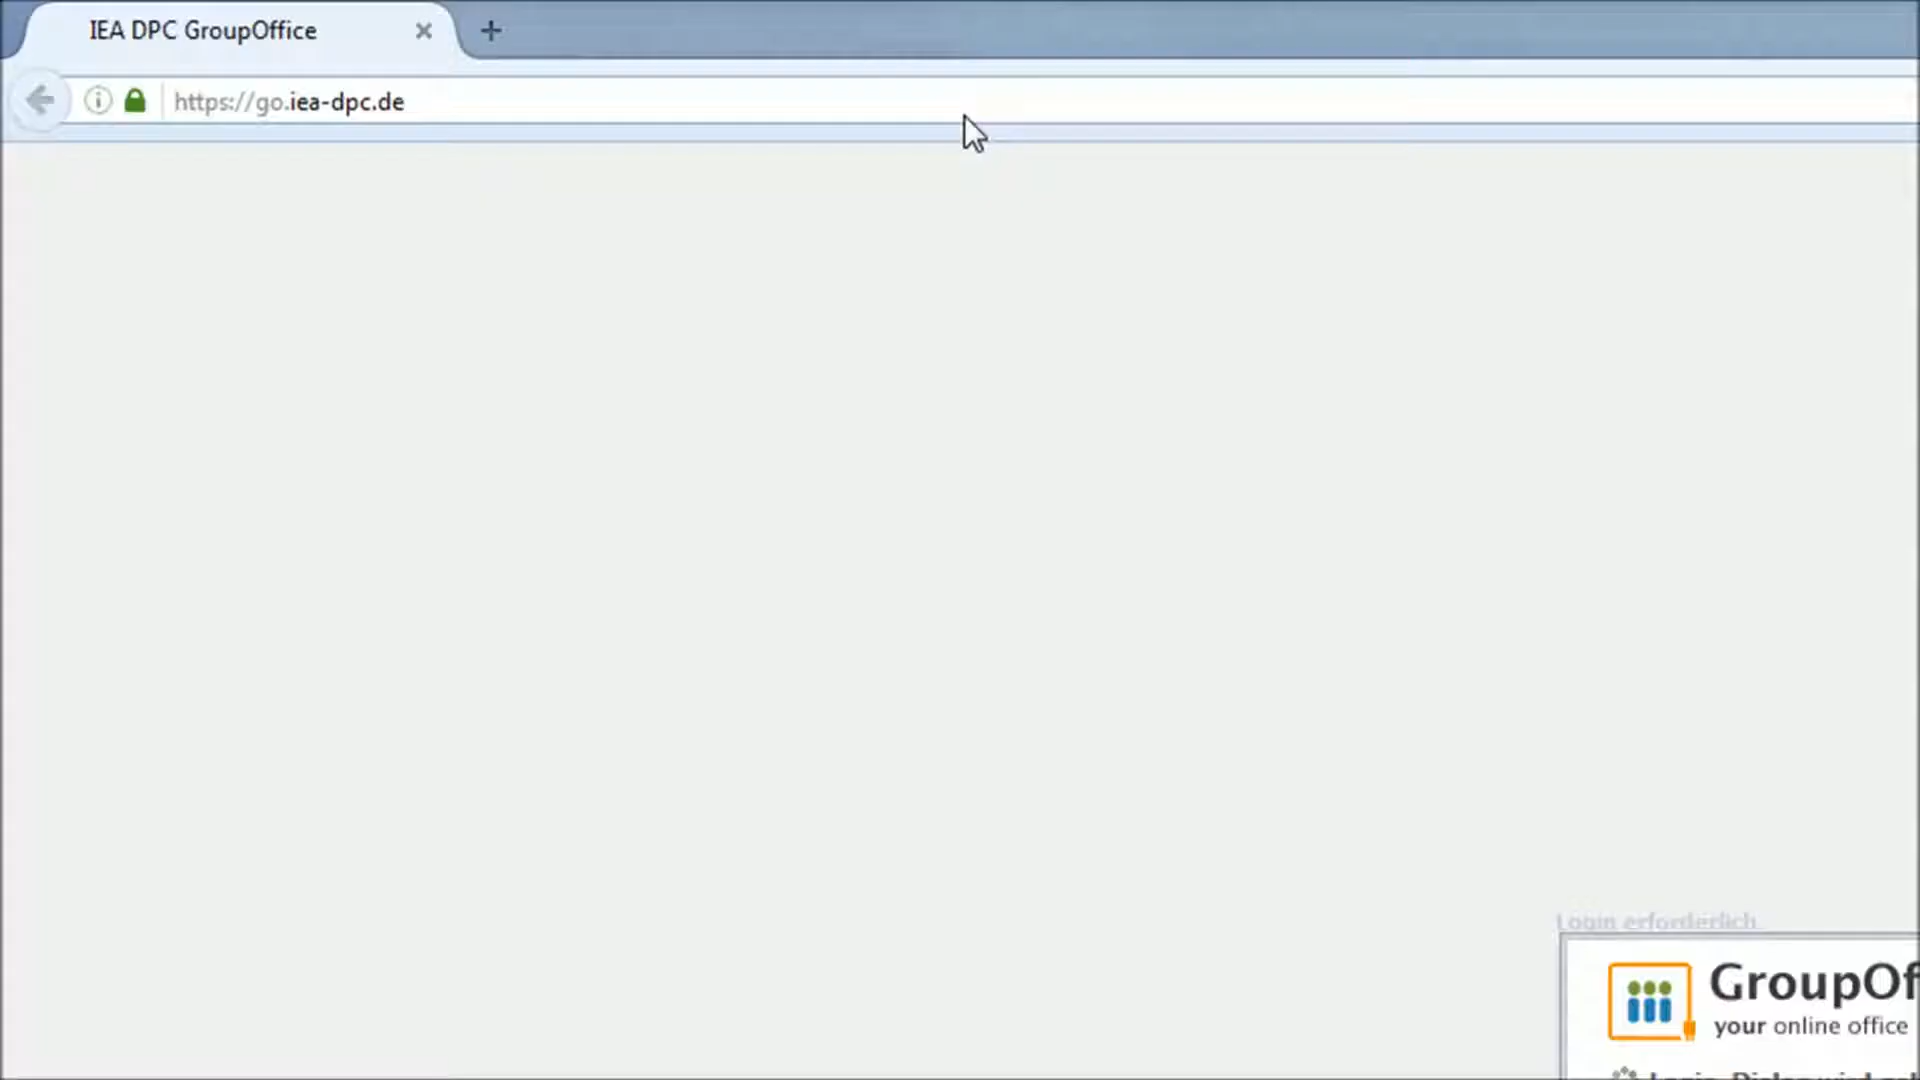 IEA DPC GroupOffice
https://go.iea-dpc.de
Login erforderlich
GroupOf
your online office